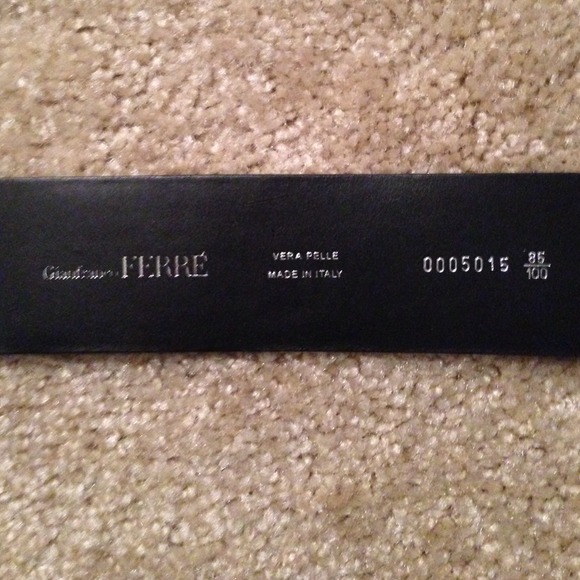 Gianfranco FERRÉ
VERA PELLE
MADE IN ITALY
0005015 85
100